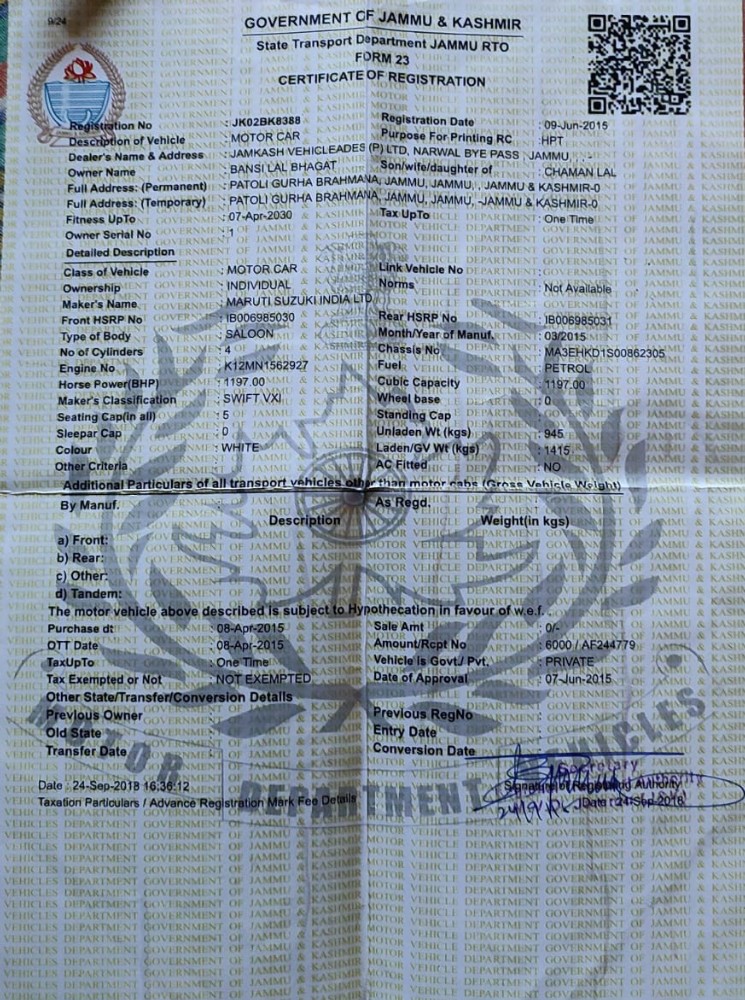 9/24
GOVERNMENT OF JAMMU & KASHMIR
State Transport Department JAMMU RTO
FORM 23
CERTIFICATE OF REGISTRATION
Registration No : JK02BK8388 Registration Date : 09-Jun-2015
Description of Vehicle : MOTOR CAR Purpose For Printing RC : HPT
Dealer's Name & Address : JAMKASH VEHICLEADES (P) LTD, NARWAL BYE PASS , JAMMU, , -
Owner Name : BANSI LAL BHAGAT Son/wife/daughter of : CHAMAN LAL
Full Address: (Permanent) : PATOLI GURHA BRAHMANA, JAMMU, JAMMU, , JAMMU & KASHMIR-0
Full Address: (Temporary) : PATOLI GURHA BRAHMANA, JAMMU, JAMMU, -JAMMU & KASHMIR-0
Fitness UpTo : 07-Apr-2030 Tax UpTo : One Time
Owner Serial No : 1
Detailed Description
Class of Vehicle : MOTOR CAR Link Vehicle No :
Ownership : INDIVIDUAL Norms : Not Available
Maker's Name : MARUTI SUZUKI INDIA LTD
Front HSRP No : IB006985030 Rear HSRP No : IB006985031
Type of Body : SALOON Month/Year of Manuf. : 03/2015
No of Cylinders : 4 Chassis No : MA3EHKD1S00862305
Engine No : K12MN1562927 Fuel : PETROL
Horse Power(BHP) : 1197.00 Cubic Capacity : 1197.00
Maker's Classification : SWIFT VXI Wheel base : 0
Seating Cap(in all) : 5 Standing Cap :
Sleepar Cap : 0 Unladen Wt (kgs) : 945
Colour : WHITE Laden/GV Wt (kgs) : 1415
Other Criteria AC Fitted : NO
Additional Particulars of all transport vehicles other than motor cabs (Gross Vehicle Weight)
By Manuf. As Regd.
Description Weight(in kgs)
a) Front:
b) Rear:
c) Other:
d) Tandem:
The motor vehicle above described is subject to Hypothecation in favour of w.e.f. .
Purchase dt : 08-Apr-2015 Sale Amt : 0/-
OTT Date : 08-Apr-2015 Amount/Rcpt No : 6000 / AF244779
TaxUpTo : One Time Vehicle is Govt./ Pvt. : PRIVATE
Tax Exempted or Not : NOT EXEMPTED Date of Approval : 07-Jun-2015
Other State/Transfer/Conversion Details
Previous Owner : Previous RegNo :
Old State : Entry Date :
Transfer Date : Conversion Date :
MOTOR VEHICLES DEPARTMENT
Secretary
Date : 24-Sep-2018 16:36:12 Signature of Registering Authority
Taxation Particulars / Advance Registration Mark Fee Details Date : 24-Sep-2018